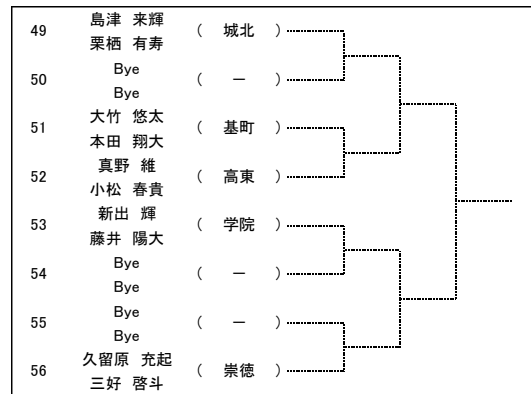 島津 来輝
49 ( 城北 )
栗栖 有寿
Bye
50 ( ー )
Bye
大竹 悠太
51 ( 基町 )
本田 翔大
真野 維
52 ( 高東 )
小松 春貴
新出 輝
53 ( 学院 )
藤井 陽大
Bye
54 ( ー )
Bye
Bye
55 ( ー )
Bye
久留原 充起
56 ( 崇徳 )
三好 啓斗